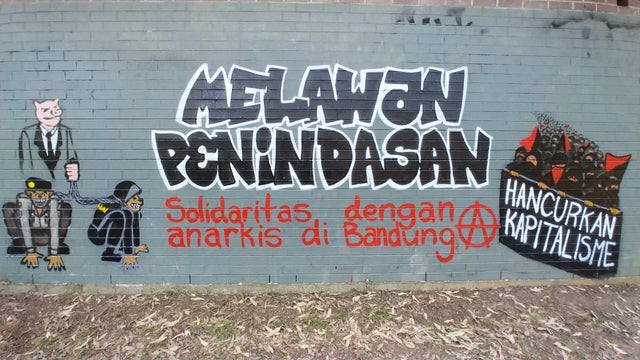 MELAWAN
PENINDASAN
Solidaritas dengan
anarkis di Bandung
HANCURKAN
KAPITALISME